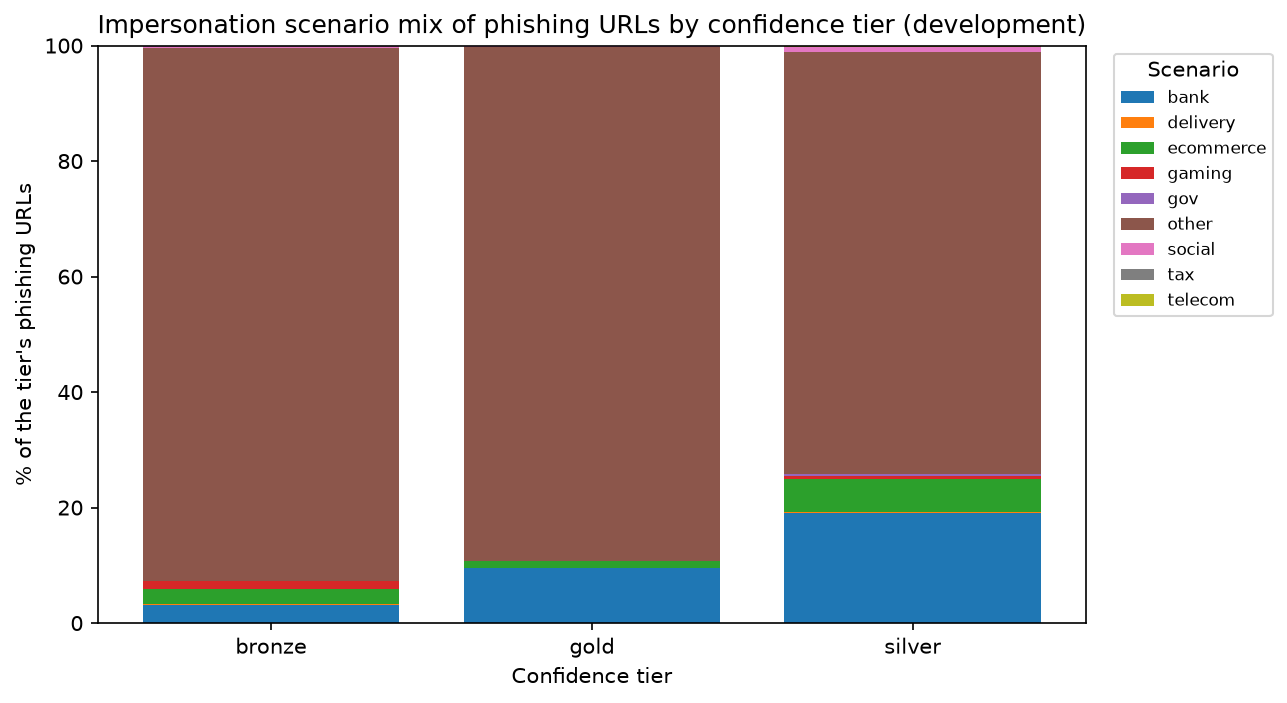 Impersonation scenario mix of phishing URLs by confidence tier (development)
% of the tier's phishing URLs
100
80
60
40
20
0
bronze
gold
silver
Confidence tier
Scenario
bank
delivery
ecommerce
gaming
gov
other
social
tax
telecom